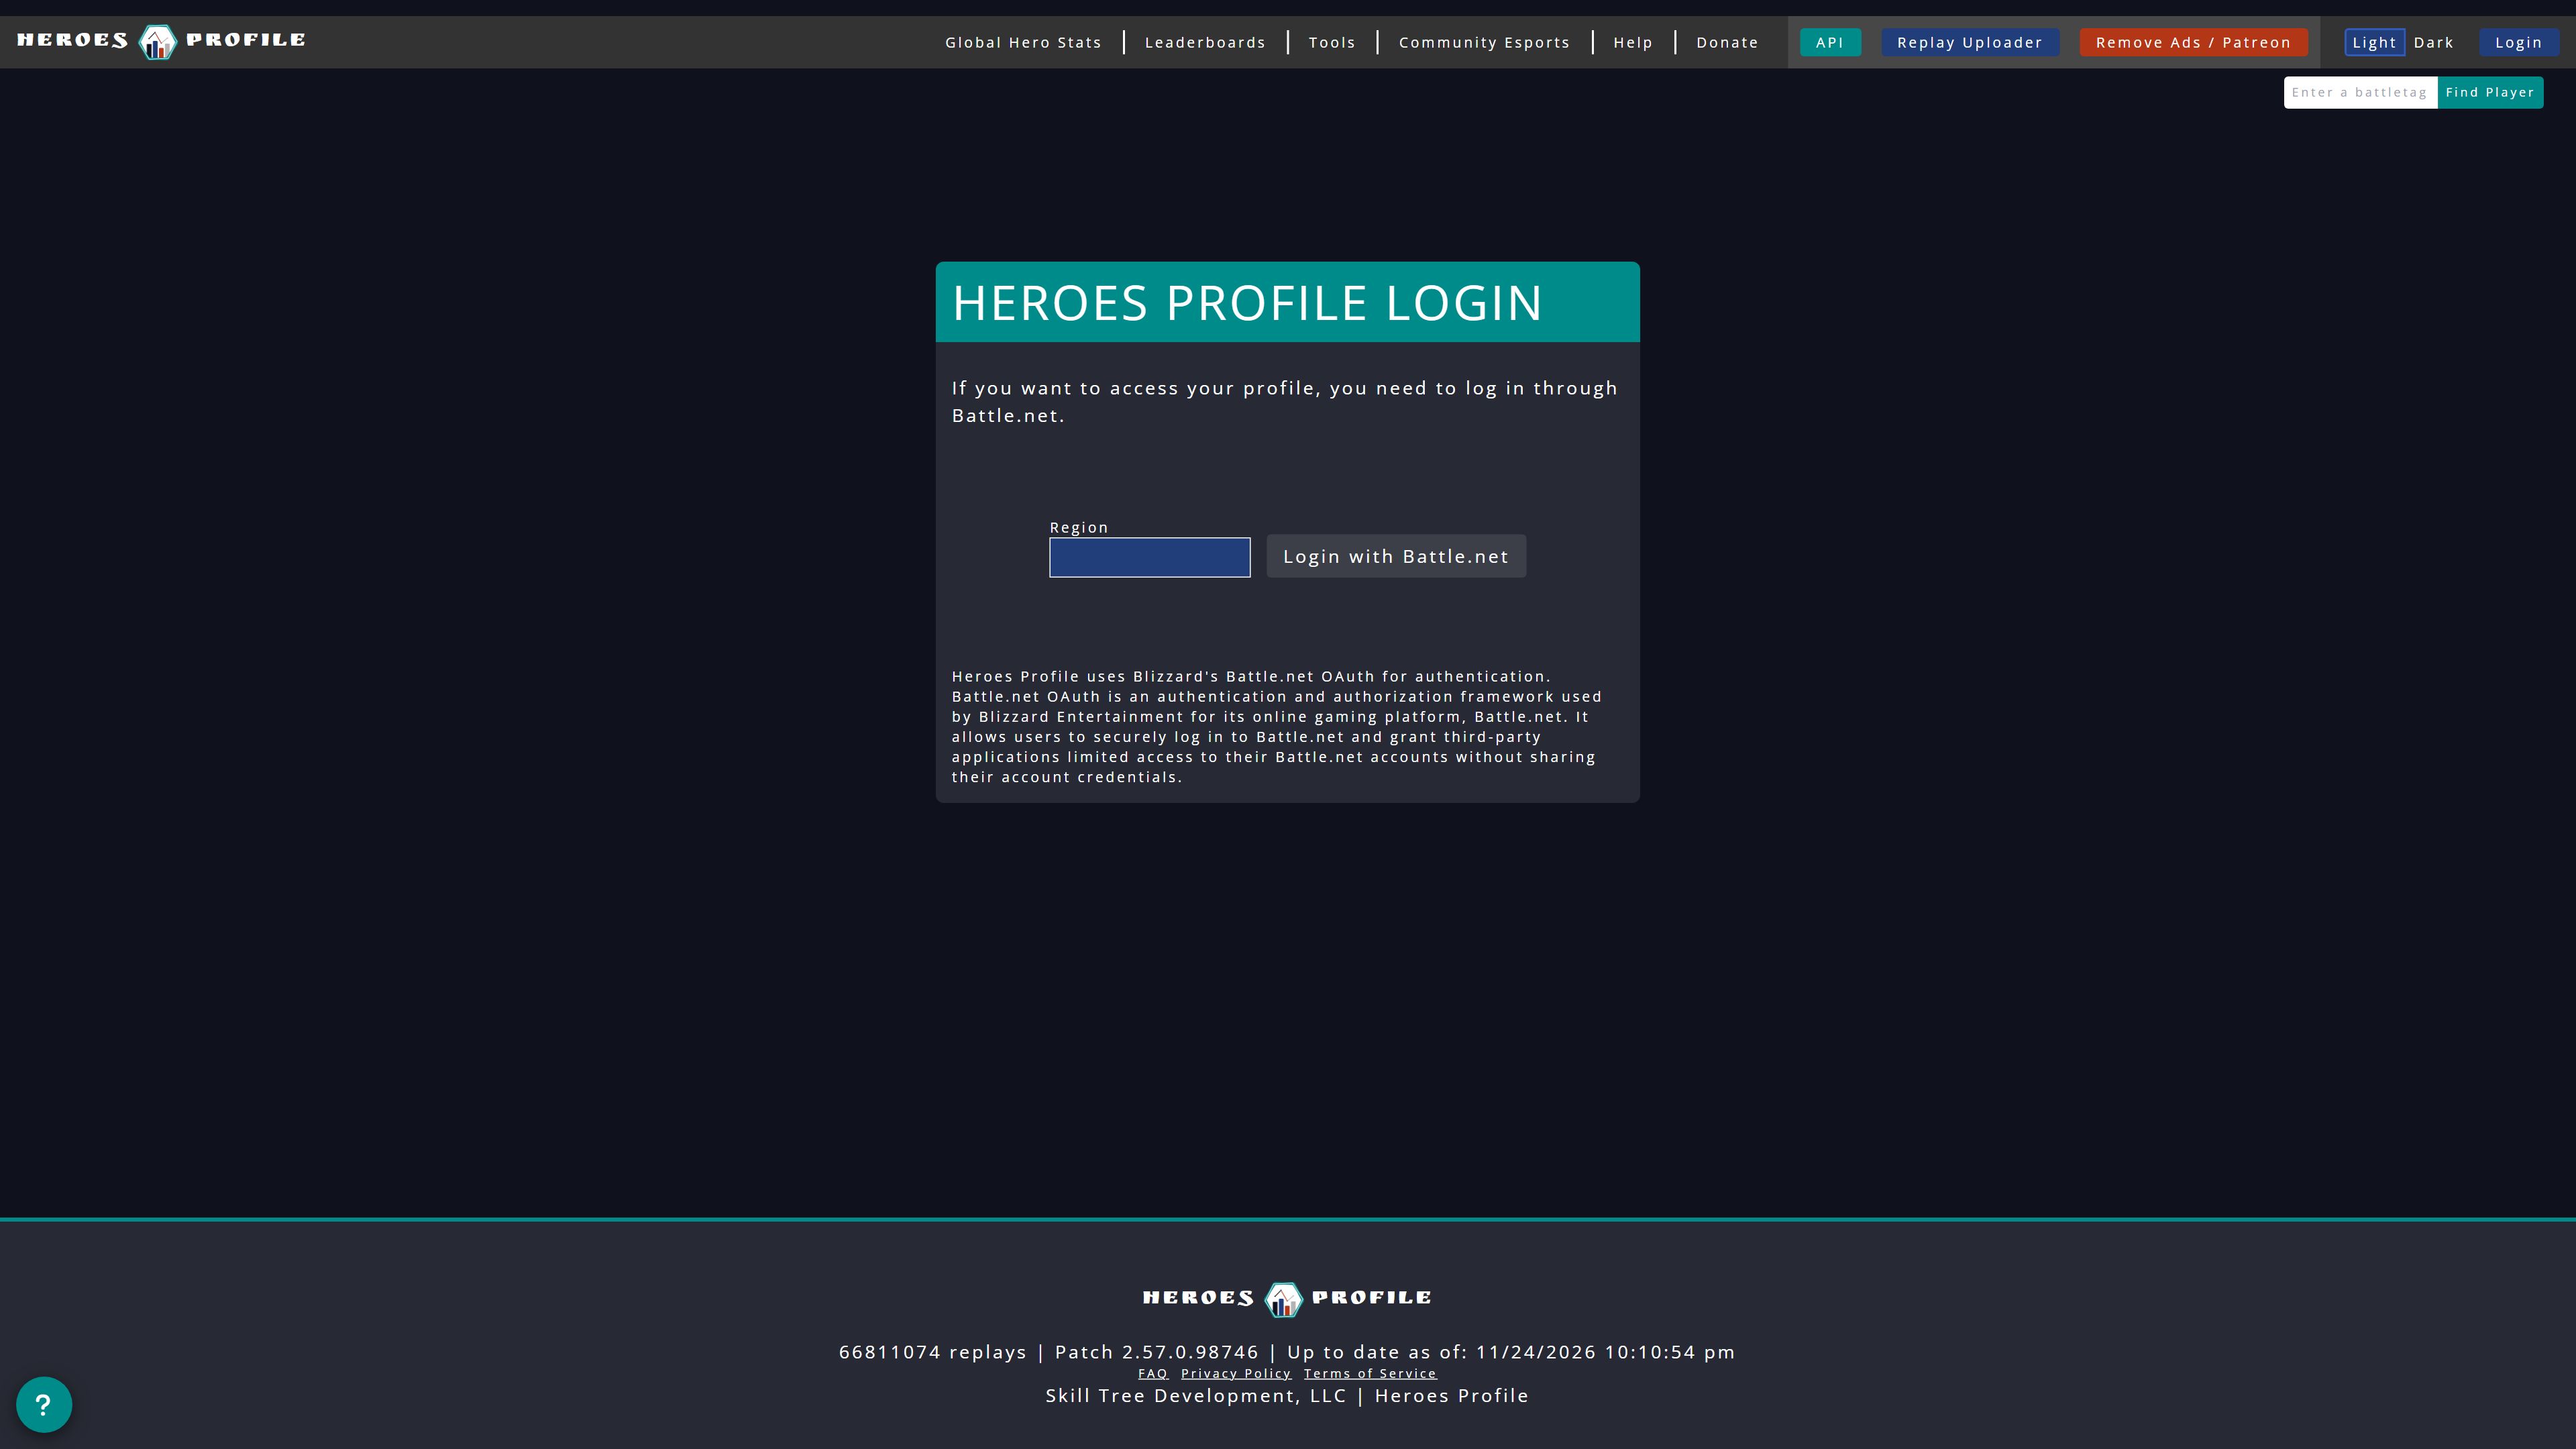 HEROES PROFILE
Global Hero Stats
Leaderboards
Tools
Community Esports
Help
Donate
API
Replay Uploader
Remove Ads / Patreon
Light
Dark
Login
Enter a battletag
Find Player
HEROES PROFILE LOGIN
If you want to access your profile, you need to log in through
Battle.net.
Region
Login with Battle.net
Heroes Profile uses Blizzard's Battle.net OAuth for authentication.
Battle.net OAuth is an authentication and authorization framework used
by Blizzard Entertainment for its online gaming platform, Battle.net. It
allows users to securely log in to Battle.net and grant third-party
applications limited access to their Battle.net accounts without sharing
their account credentials.
HEROES PROFILE
66811074 replays | Patch 2.57.0.98746 | Up to date as of: 11/24/2026 10:10:54 pm
FAQ Privacy Policy Terms of Service
Skill Tree Development, LLC | Heroes Profile
?